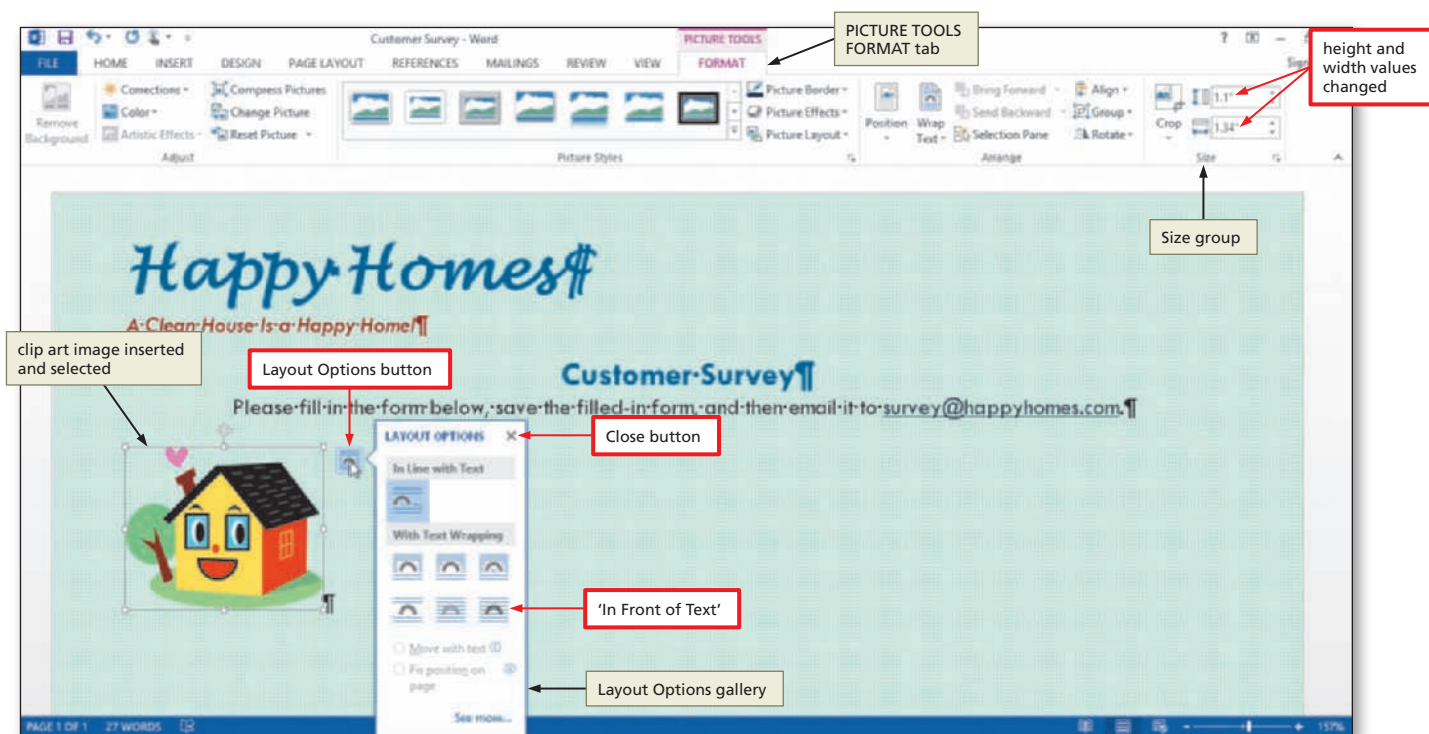 PICTURE TOOLS
FORMAT tab
height and
width values
changed
Customer Survey - Word
PICTURE TOOLS
?
FILE HOME INSERT DESIGN PAGE LAYOUT REFERENCES MAILINGS REVIEW VIEW FORMAT Sign
Remove
Background
Corrections
Color
Artistic Effects
Compress Pictures
Change Picture
Reset Picture
Adjust
Picture Styles
Picture Border
Picture Effects
Picture Layout
Position
Wrap
Text
Bring Forward
Send Backward
Selection Pane
Align
Group
Rotate
Arrange
Crop
1.1"
1.34"
Size
Size group
Happy·Homes¶
A·Clean·House·Is·a·Happy·Home!¶
clip art image inserted
and selected
Layout Options button
Customer·Survey¶
Please·fill·in·the·form·below,·save·the·filled-in·form,·and·then·email·it·to·survey@happyhomes.com.¶
LAYOUT OPTIONS
Close button
In Line with Text
With Text Wrapping
¶
'In Front of Text'
Move with text
Fix position on
page
See more...
Layout Options gallery
PAGE 1 OF 1 27 WORDS
157%